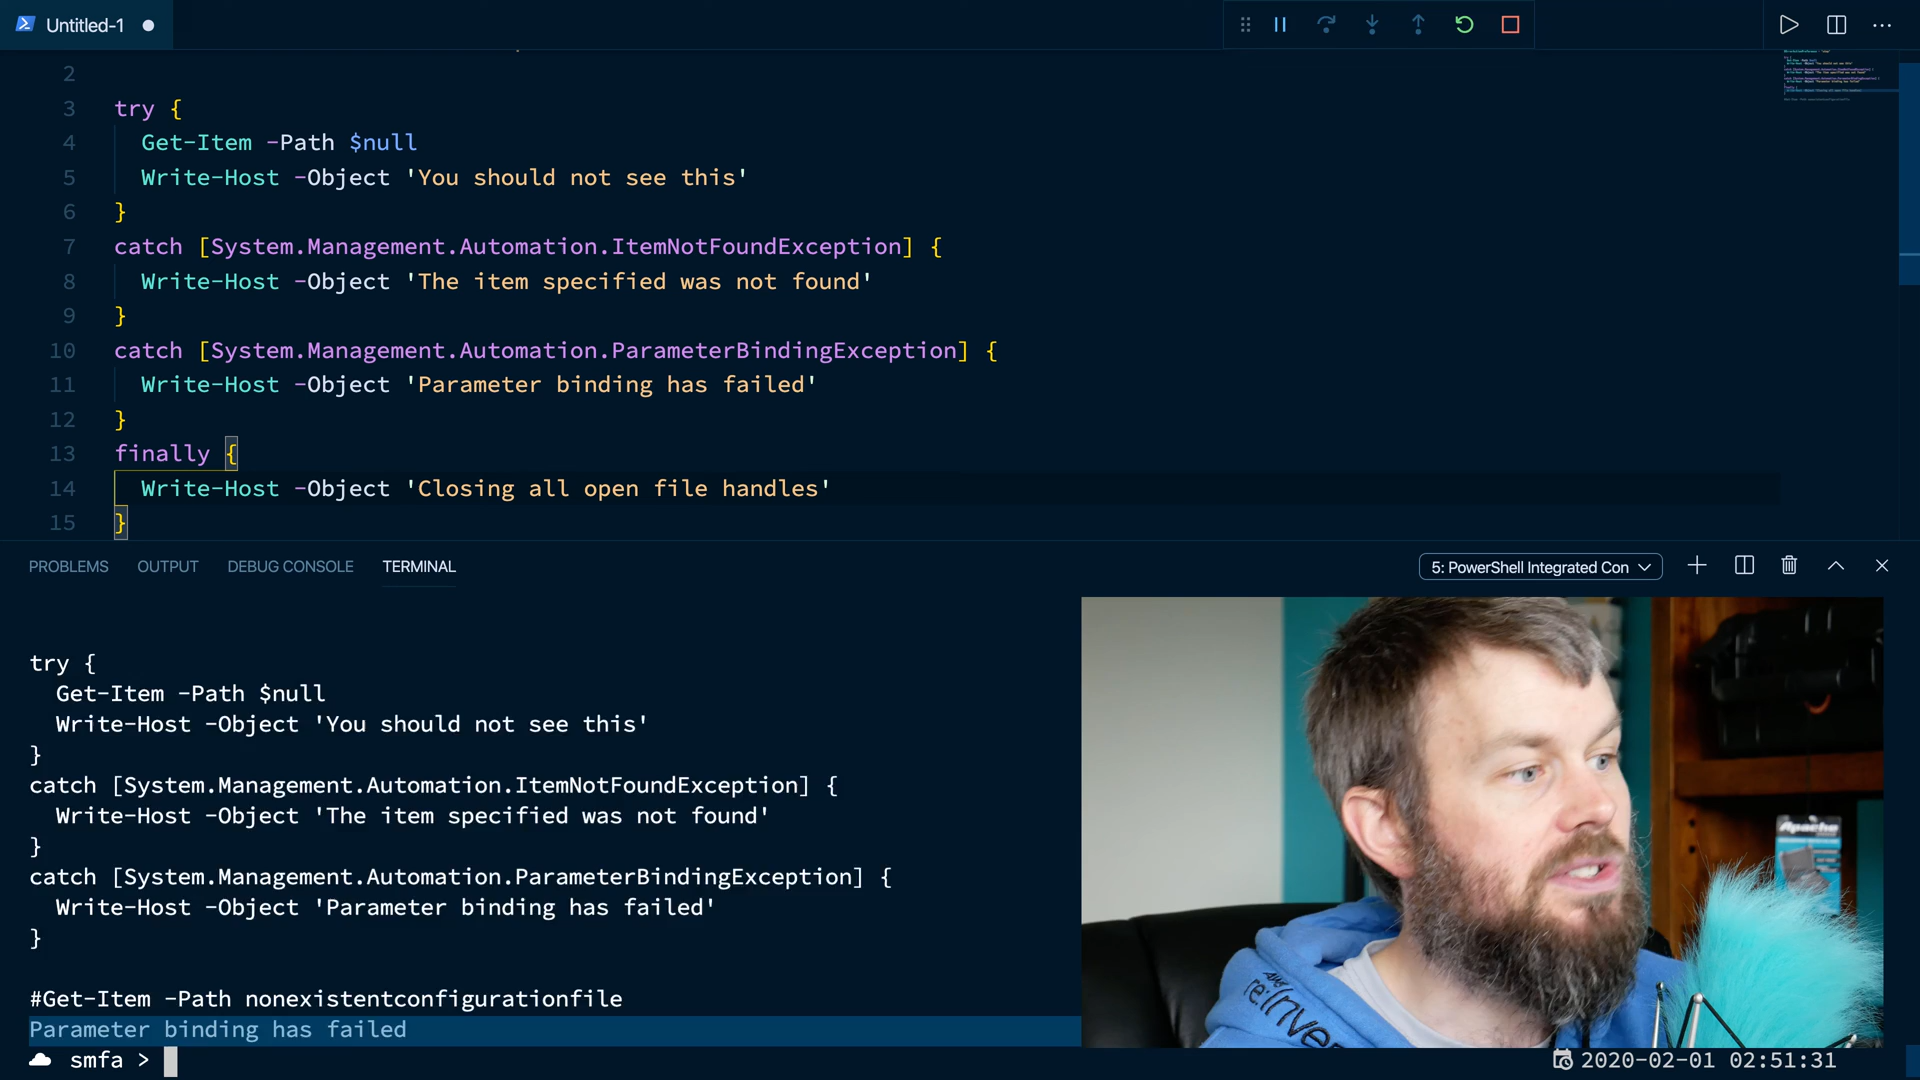 Untitled-1
2
3 try {
4 Get-Item -Path $null
5 Write-Host -Object 'You should not see this'
6 }
7 catch [System.Management.Automation.ItemNotFoundException] {
8 Write-Host -Object 'The item specified was not found'
9 }
10 catch [System.Management.Automation.ParameterBindingException] {
11 Write-Host -Object 'Parameter binding has failed'
12 }
13 finally {
14 Write-Host -Object 'Closing all open file handles'
15 }
PROBLEMS OUTPUT DEBUG CONSOLE TERMINAL 5: PowerShell Integrated Con
try {
Get-Item -Path $null
Write-Host -Object 'You should not see this'
}
catch [System.Management.Automation.ItemNotFoundException] {
Write-Host -Object 'The item specified was not found'
}
catch [System.Management.Automation.ParameterBindingException] {
Write-Host -Object 'Parameter binding has failed'
}
#Get-Item -Path nonexistentconfigurationfile
Parameter binding has failed
smfa >
2020-02-01 02:51:31
Apache
aws
re:Inven